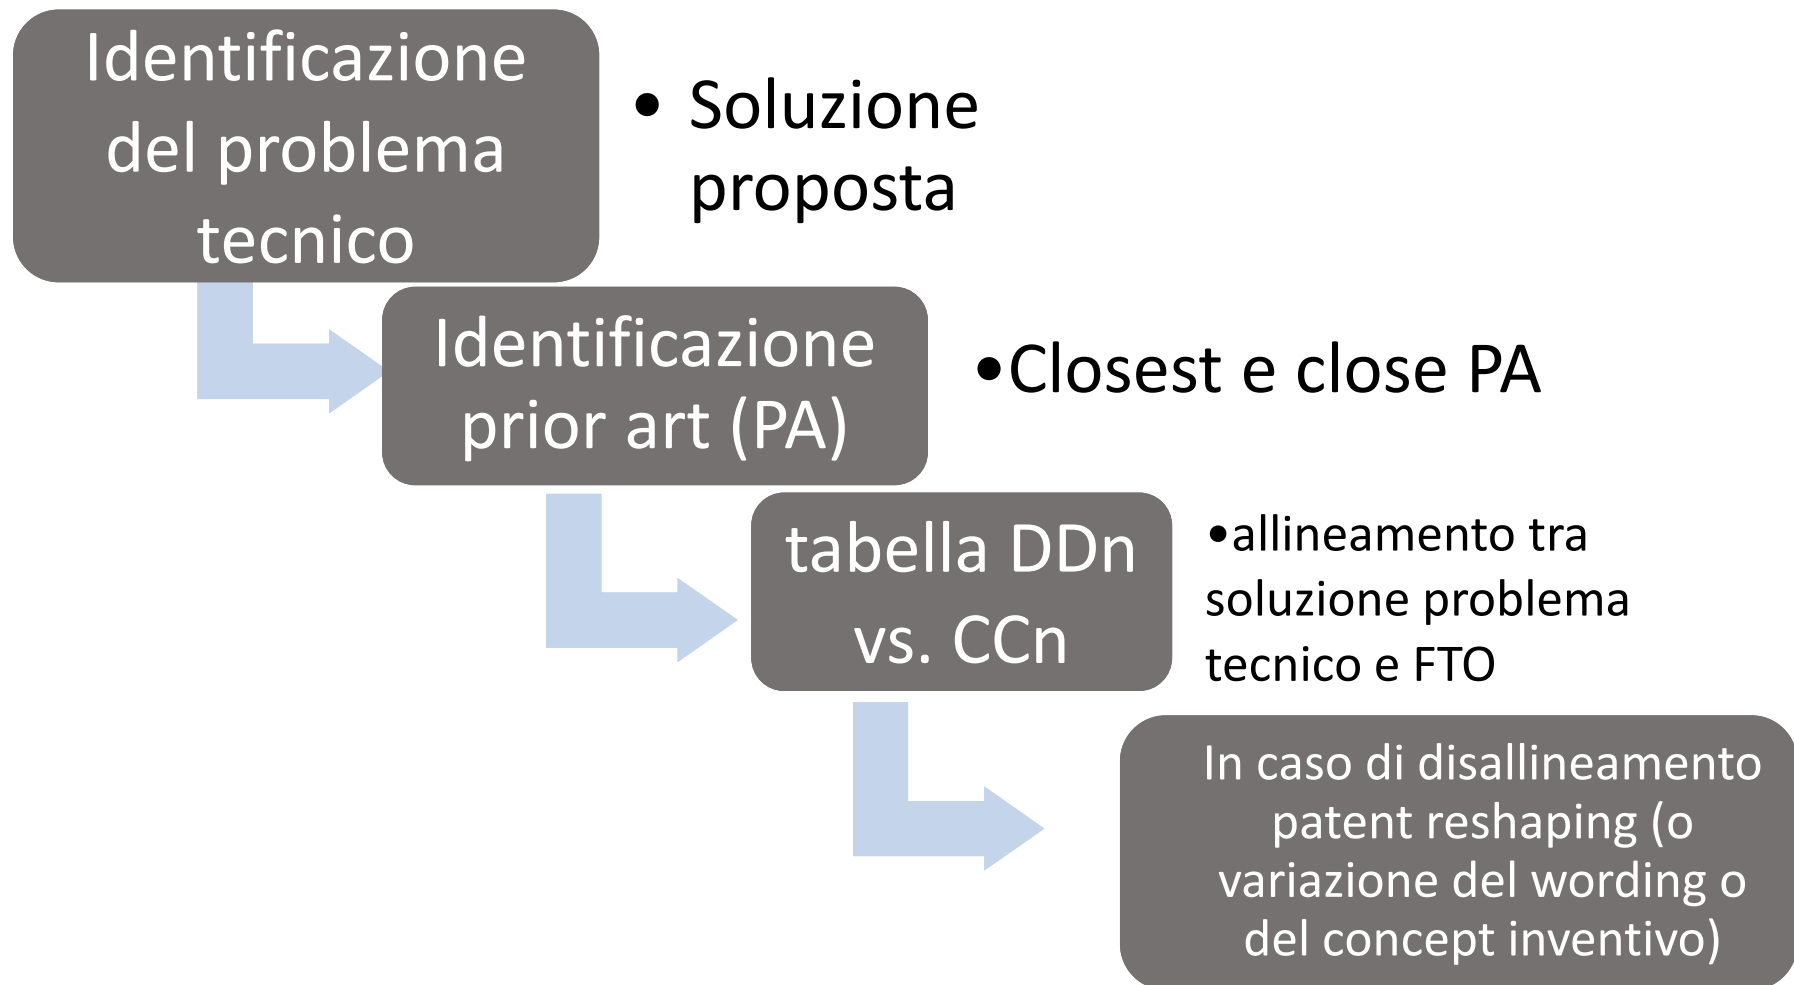 Identificazione
del problema
tecnico
• Soluzione
proposta
Identificazione
prior art (PA)
•Closest e close PA
tabella DDn
vs. CCn
•allineamento tra
soluzione problema
tecnico e FTO
In caso di disallineamento
patent reshaping (o
variazione del wording o
del concept inventivo)